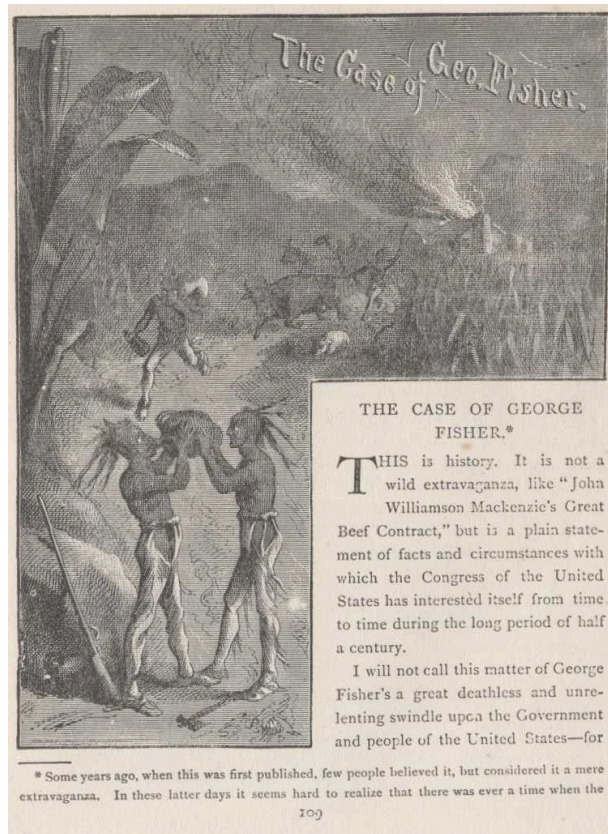 The Case of Geo. Fisher.
THE CASE OF GEORGE
FISHER.*
THIS is history. It is not a
wild extravaganza, like "John
Williamson Mackenzie's Great
Beef Contract," but is a plain state-
ment of facts and circumstances with
which the Congress of the United
States has interested itself from time
to time during the long period of half
a century.
I will not call this matter of George
Fisher's a great deathless and unre-
lenting swindle upon the Government
and people of the United States—for
* Some years ago, when this was first published, few people believed it, but considered it a mere
extravaganza. In these latter days it seems hard to realize that there was ever a time when the
109